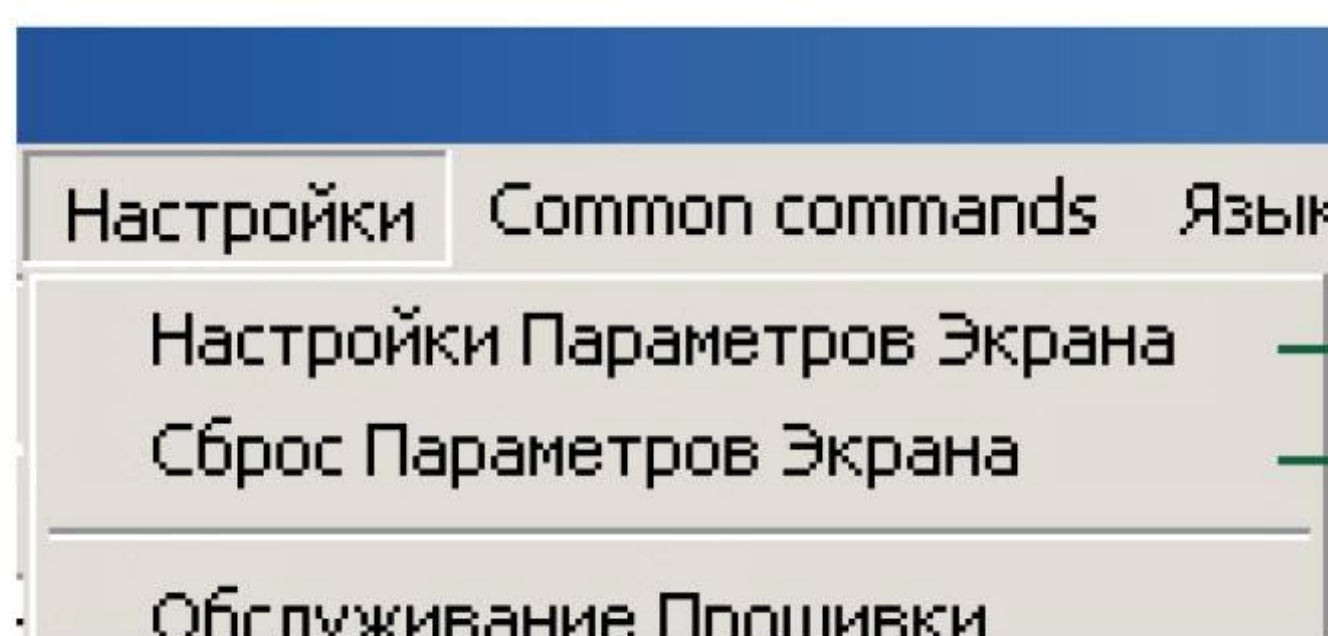 Настройки Common commands Язык
Настройки Параметров Экрана
Сброс Параметров Экрана
Обслуживание Прошивки